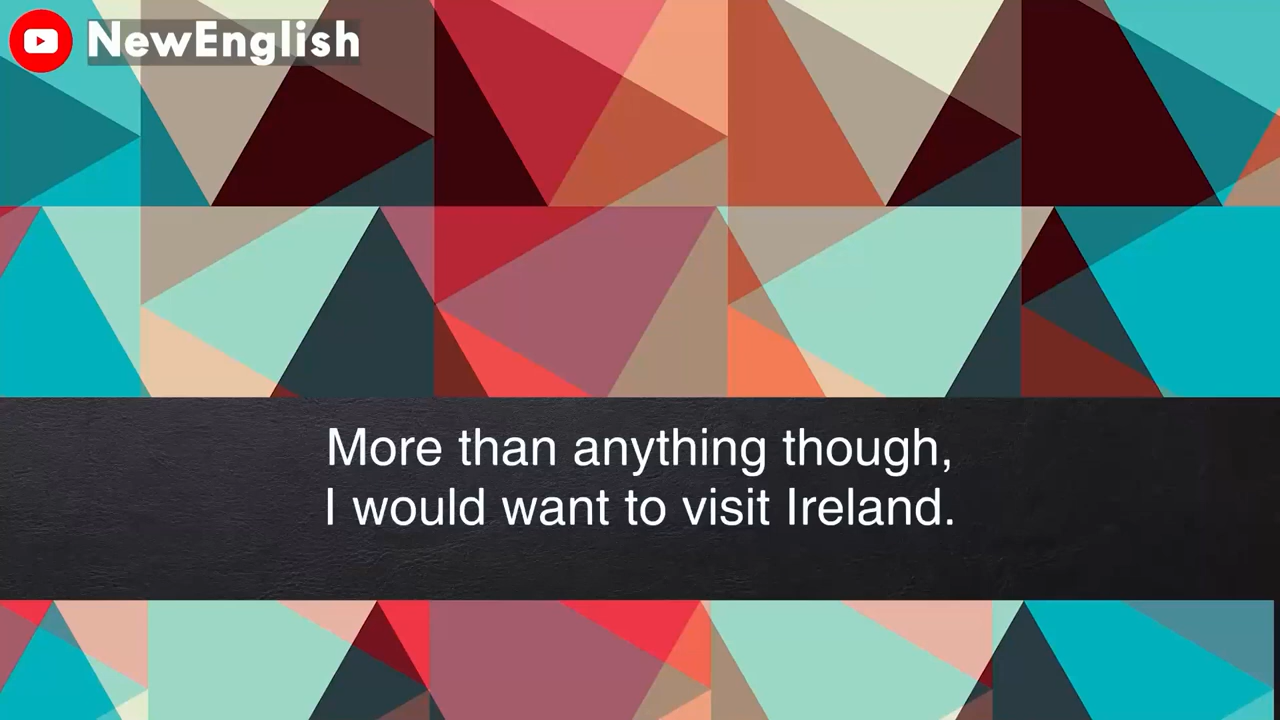 NewEnglish
More than anything though,
I would want to visit Ireland.